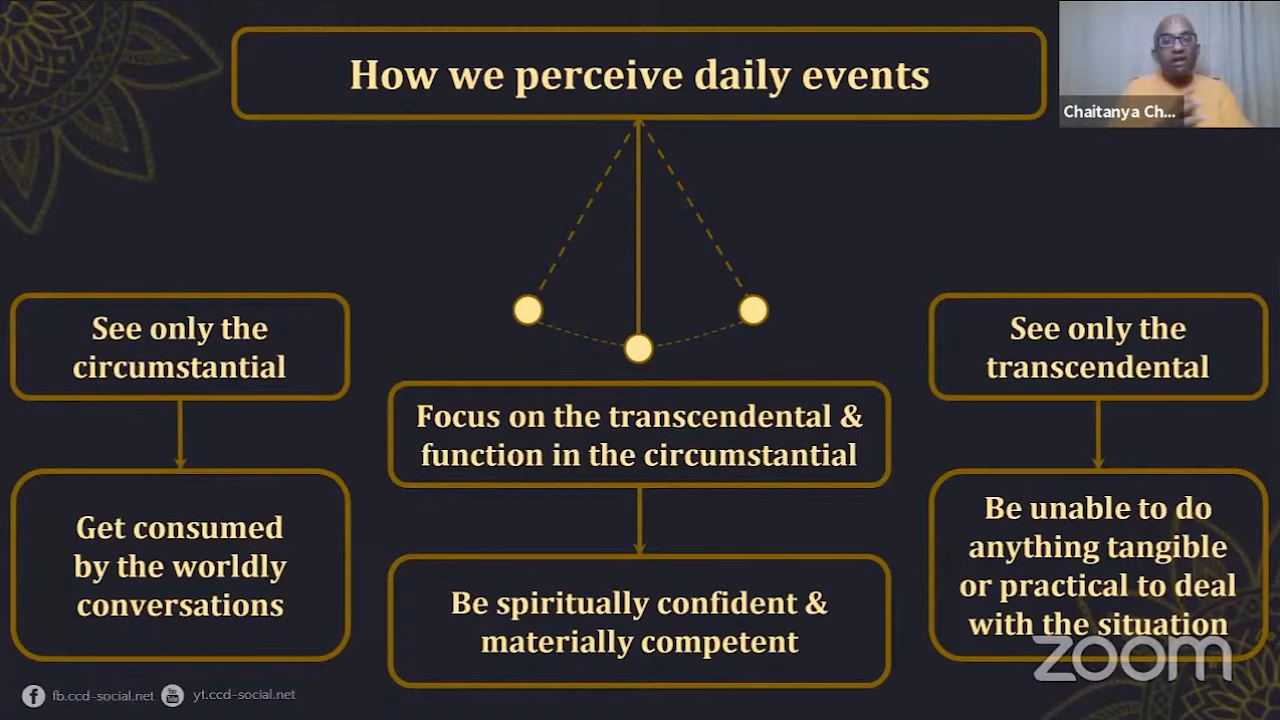 How we perceive daily events
Chaitanya Ch...
See only the
circumstantial
Get consumed
by the worldly
conversations
Focus on the transcendental &
function in the circumstantial
Be spiritually confident &
materially competent
See only the
transcendental
Be unable to do
anything tangible
or practical to deal
with the situation
zoom
fb.ccd-social.net
yt.ccd-social.net